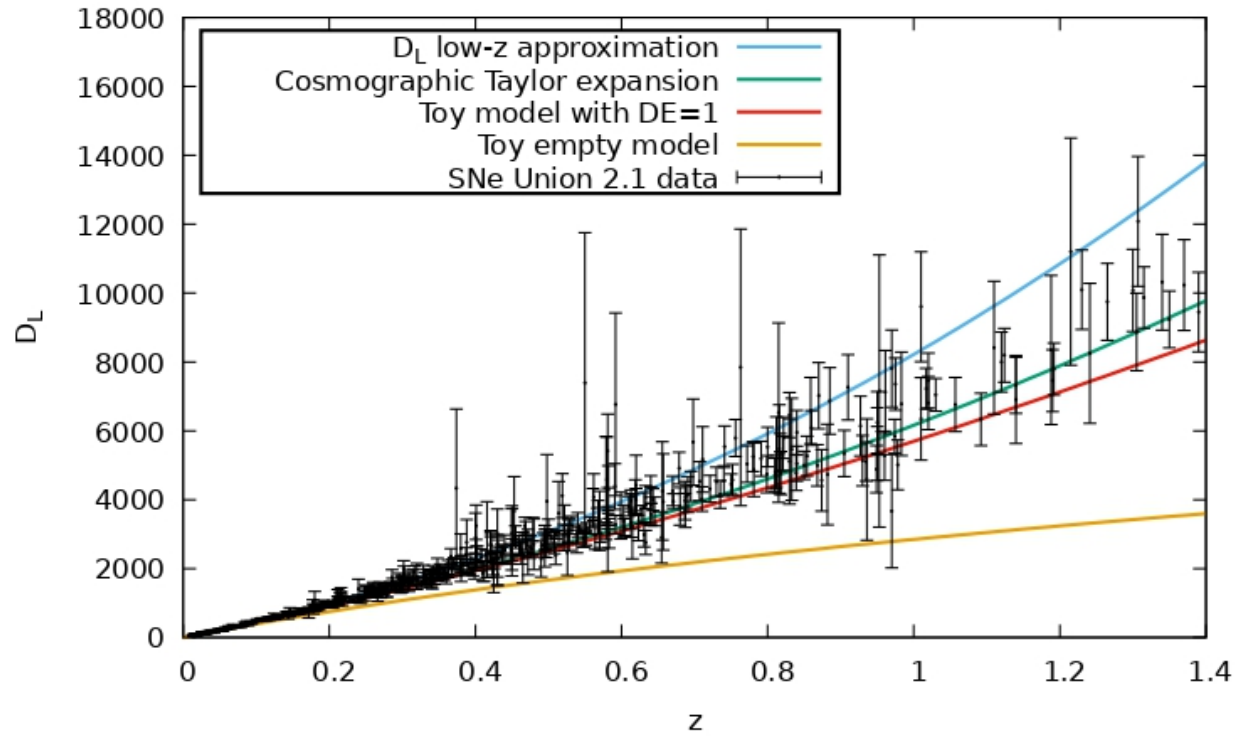 18000
16000
14000
12000
10000
8000
6000
4000
2000
0
D_L
D_L low-z approximation
Cosmographic Taylor expansion
Toy model with DE=1
Toy empty model
SNe Union 2.1 data
0 0.2 0.4 0.6 0.8 1 1.2 1.4
z